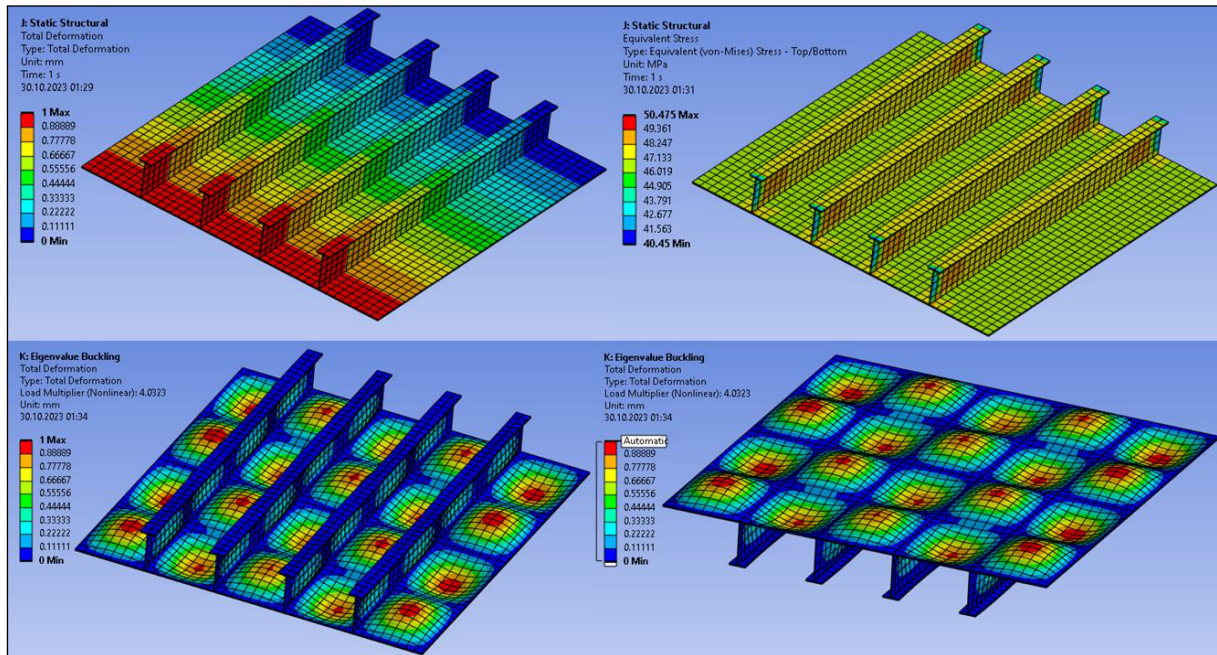 J: Static Structural
Total Deformation
Type: Total Deformation
Unit: mm
Time: 1 s
30.10.2023 01:29
1 Max
0.88889
0.77778
0.66667
0.55556
0.44444
0.33333
0.22222
0.11111
0 Min
J: Static Structural
Equivalent Stress
Type: Equivalent (von-Mises) Stress - Top/Bottom
Unit: MPa
Time: 1 s
30.10.2023 01:31
50.475 Max
49.361
48.247
47.133
46.019
44.905
43.791
42.677
41.563
40.45 Min
K: Eigenvalue Buckling
Total Deformation
Type: Total Deformation
Load Multiplier (Nonlinear): 4.0323
Unit: mm
30.10.2023 01:34
1 Max
0.88889
0.77778
0.66667
0.55556
0.44444
0.33333
0.22222
0.11111
0 Min
K: Eigenvalue Buckling
Total Deformation
Type: Total Deformation
Load Multiplier (Nonlinear): 4.0323
Unit: mm
30.10.2023 01:34
Automatic
0.88889
0.77778
0.66667
0.55556
0.44444
0.33333
0.22222
0.11111
0 Min